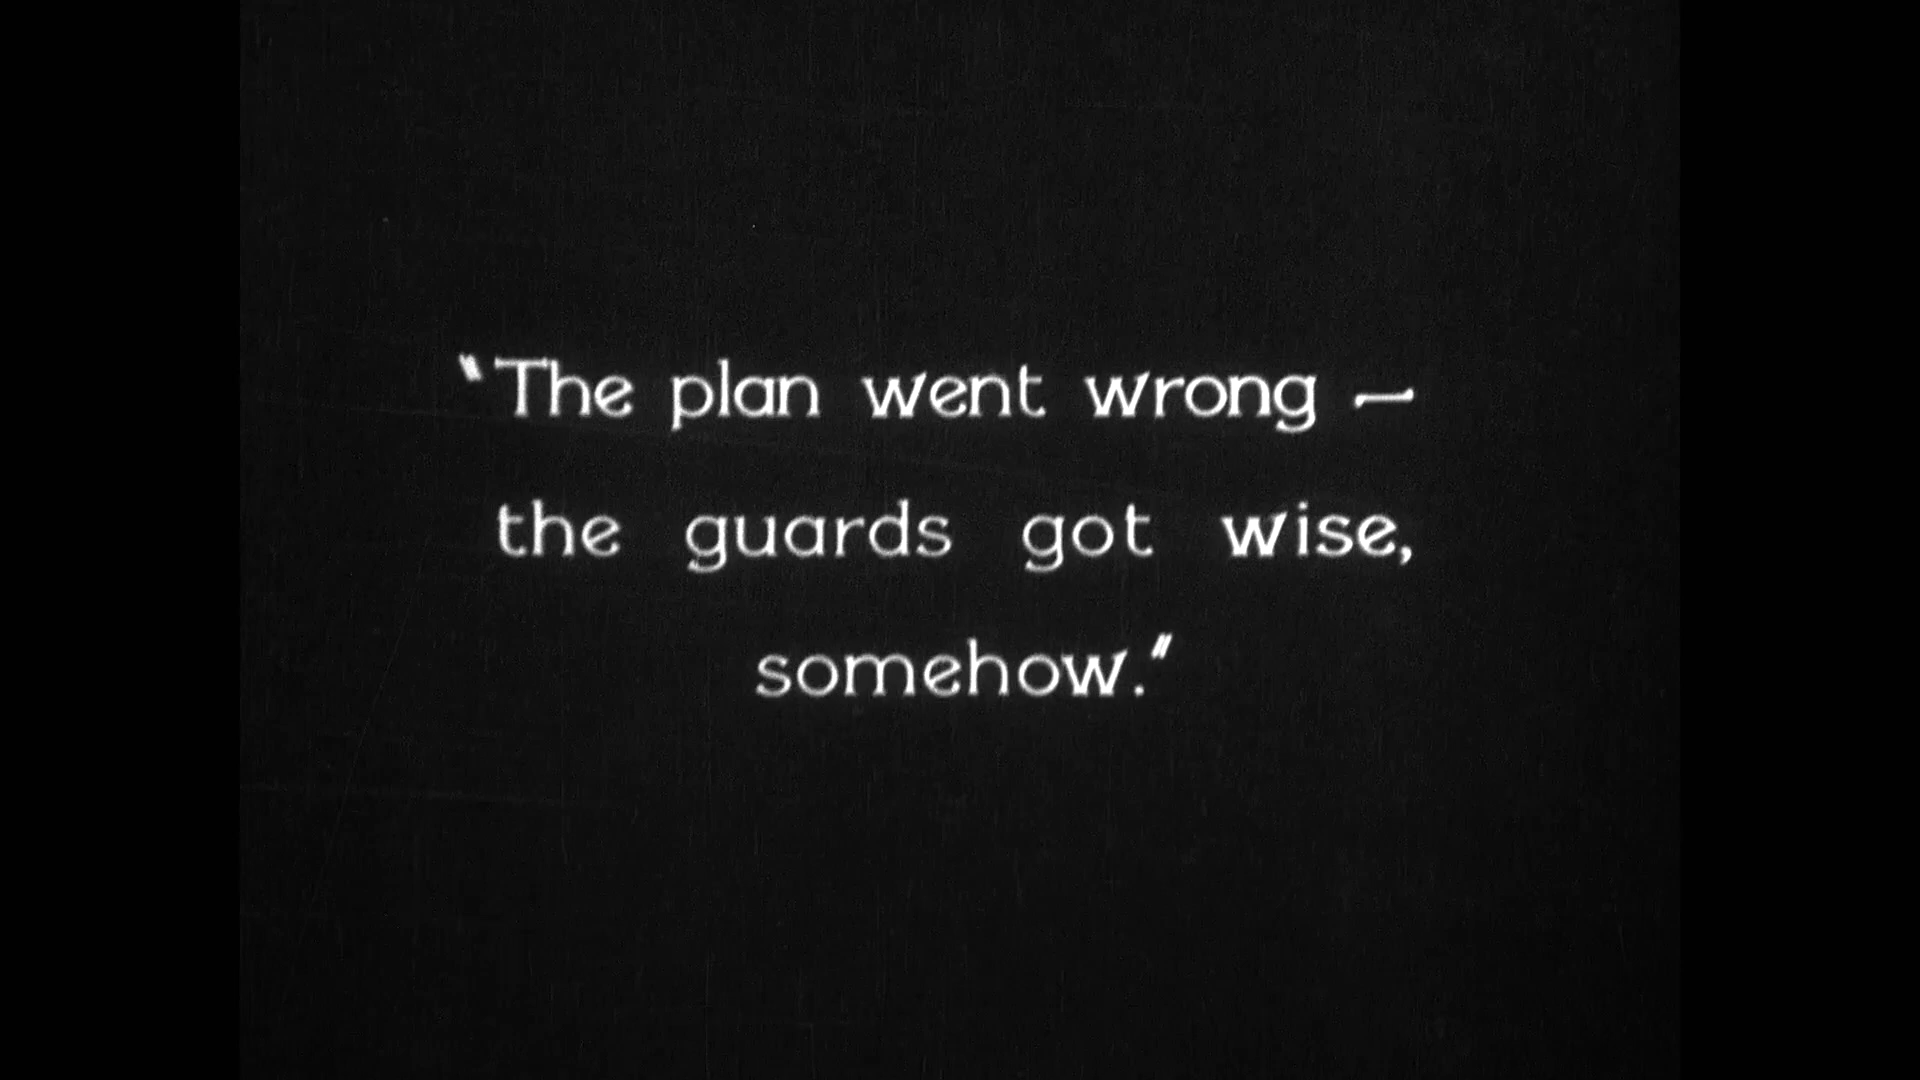 "The plan went wrong —
the guards got wise,
somehow."